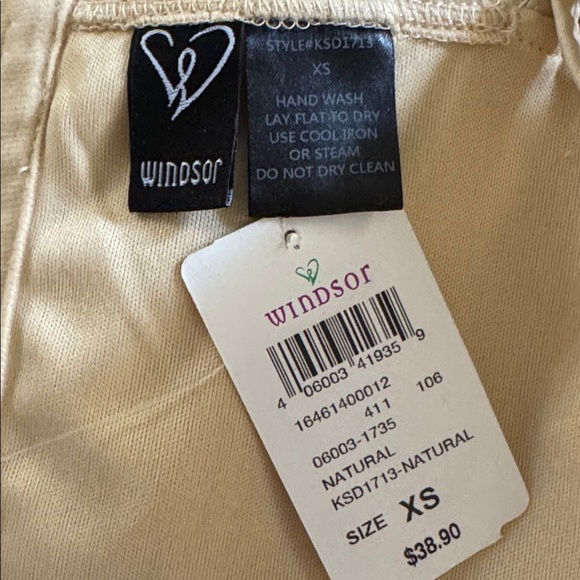 WINDSOR
STYLE#KSD1713
XS
HAND WASH
LAY FLAT TO DRY
USE COOL IRON
OR STEAM
DO NOT DRY CLEAN
WINDSOR
4 06003 41935 9
16461400012 106
411
06003-1735
NATURAL
KSD1713-NATURAL
SIZE XS
$38.90